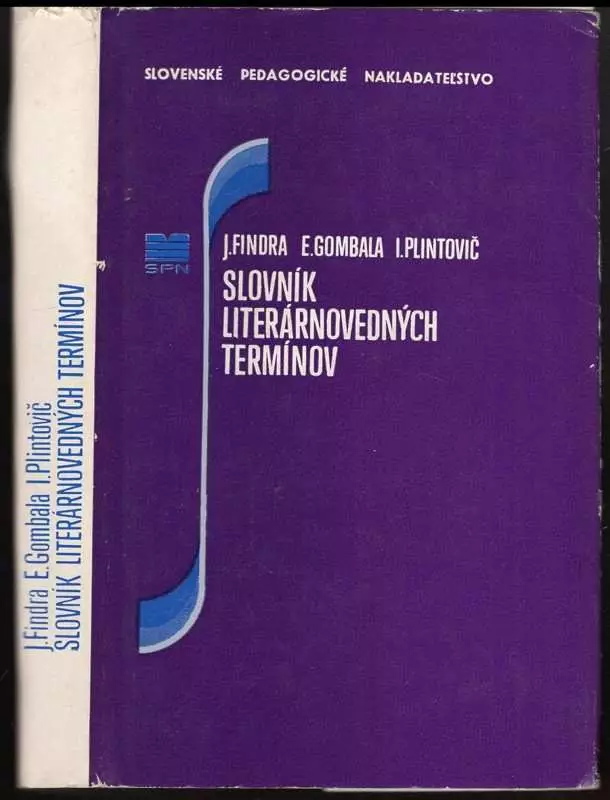 SLOVENSKÉ PEDAGOGICKÉ NAKLADATEĽSTVO
SPN
J.FINDRA E.GOMBALA I.PLINTOVIČ
SLOVNÍK
LITERÁRNOVEDNÝCH
TERMÍNOV
J.Findra E.Gombala I.Plintovič
SLOVNÍK LITERÁRNOVEDNÝCH TERMÍNOV